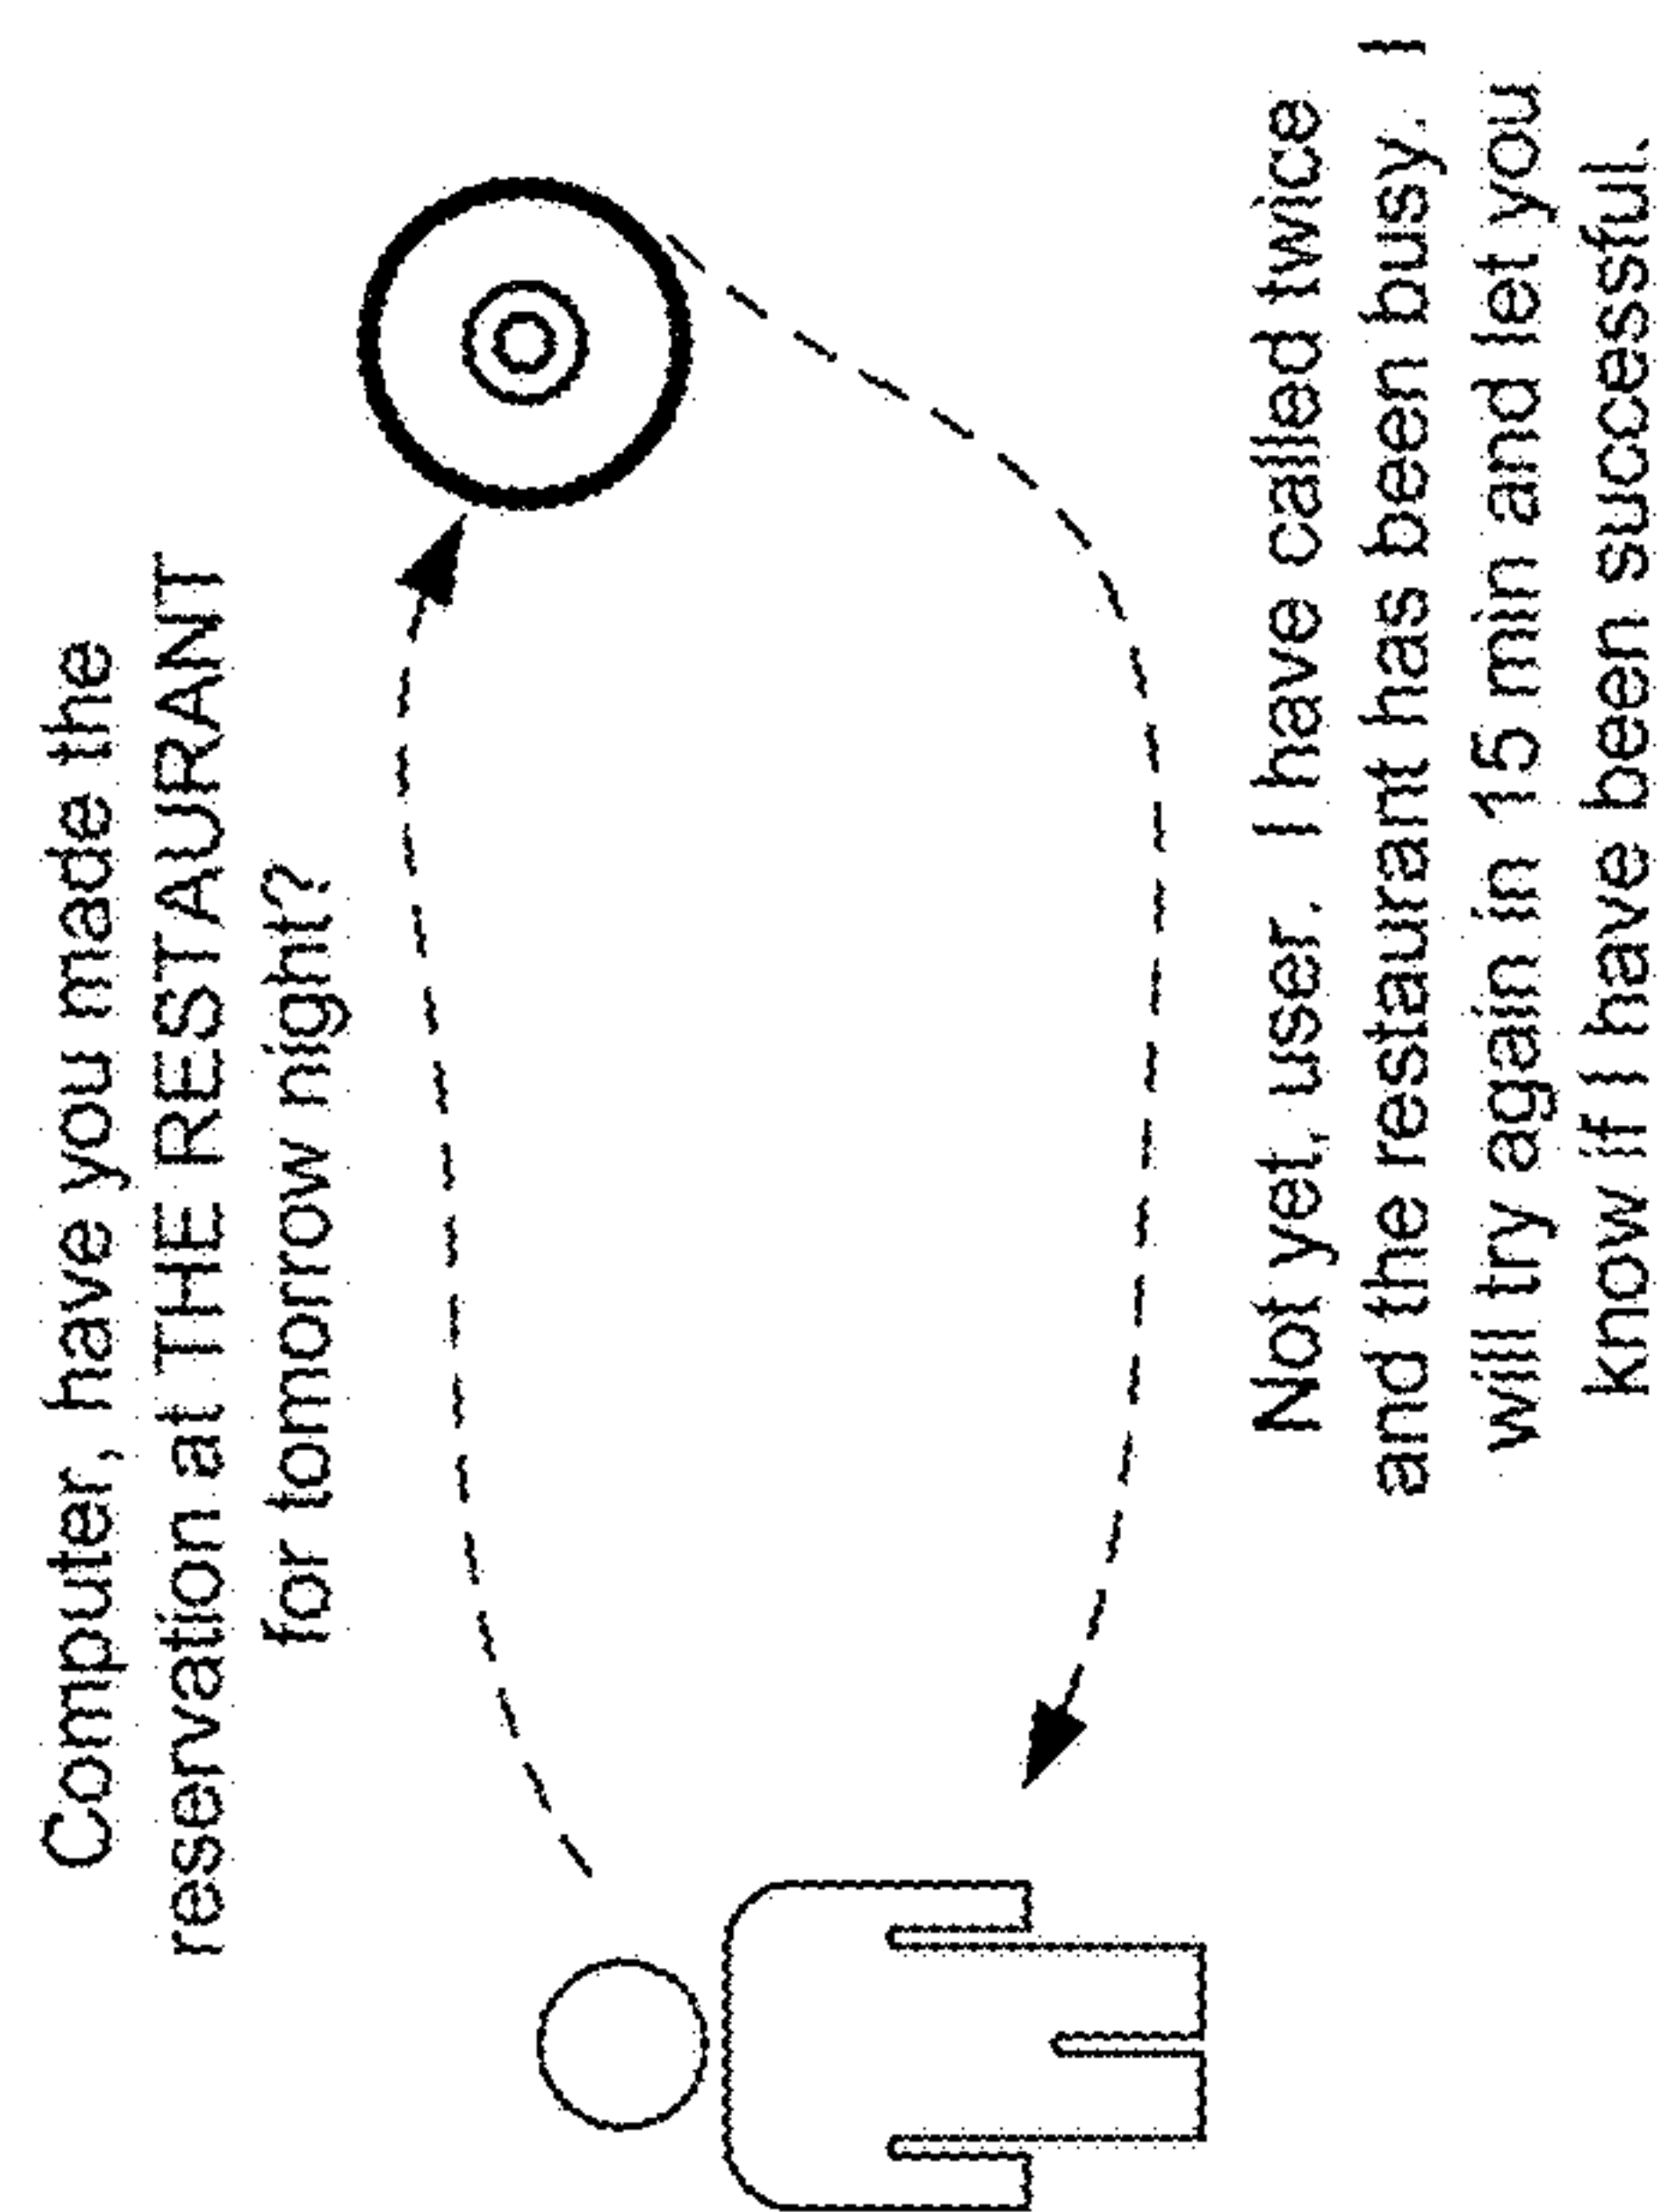 Computer, have you made the
reservation at THE RESTAURANT
for tomorrow night?
Not yet, user. I have called twice
and the restaurant has been busy. I
will try again in 15 min and let you
know if I have been successful.